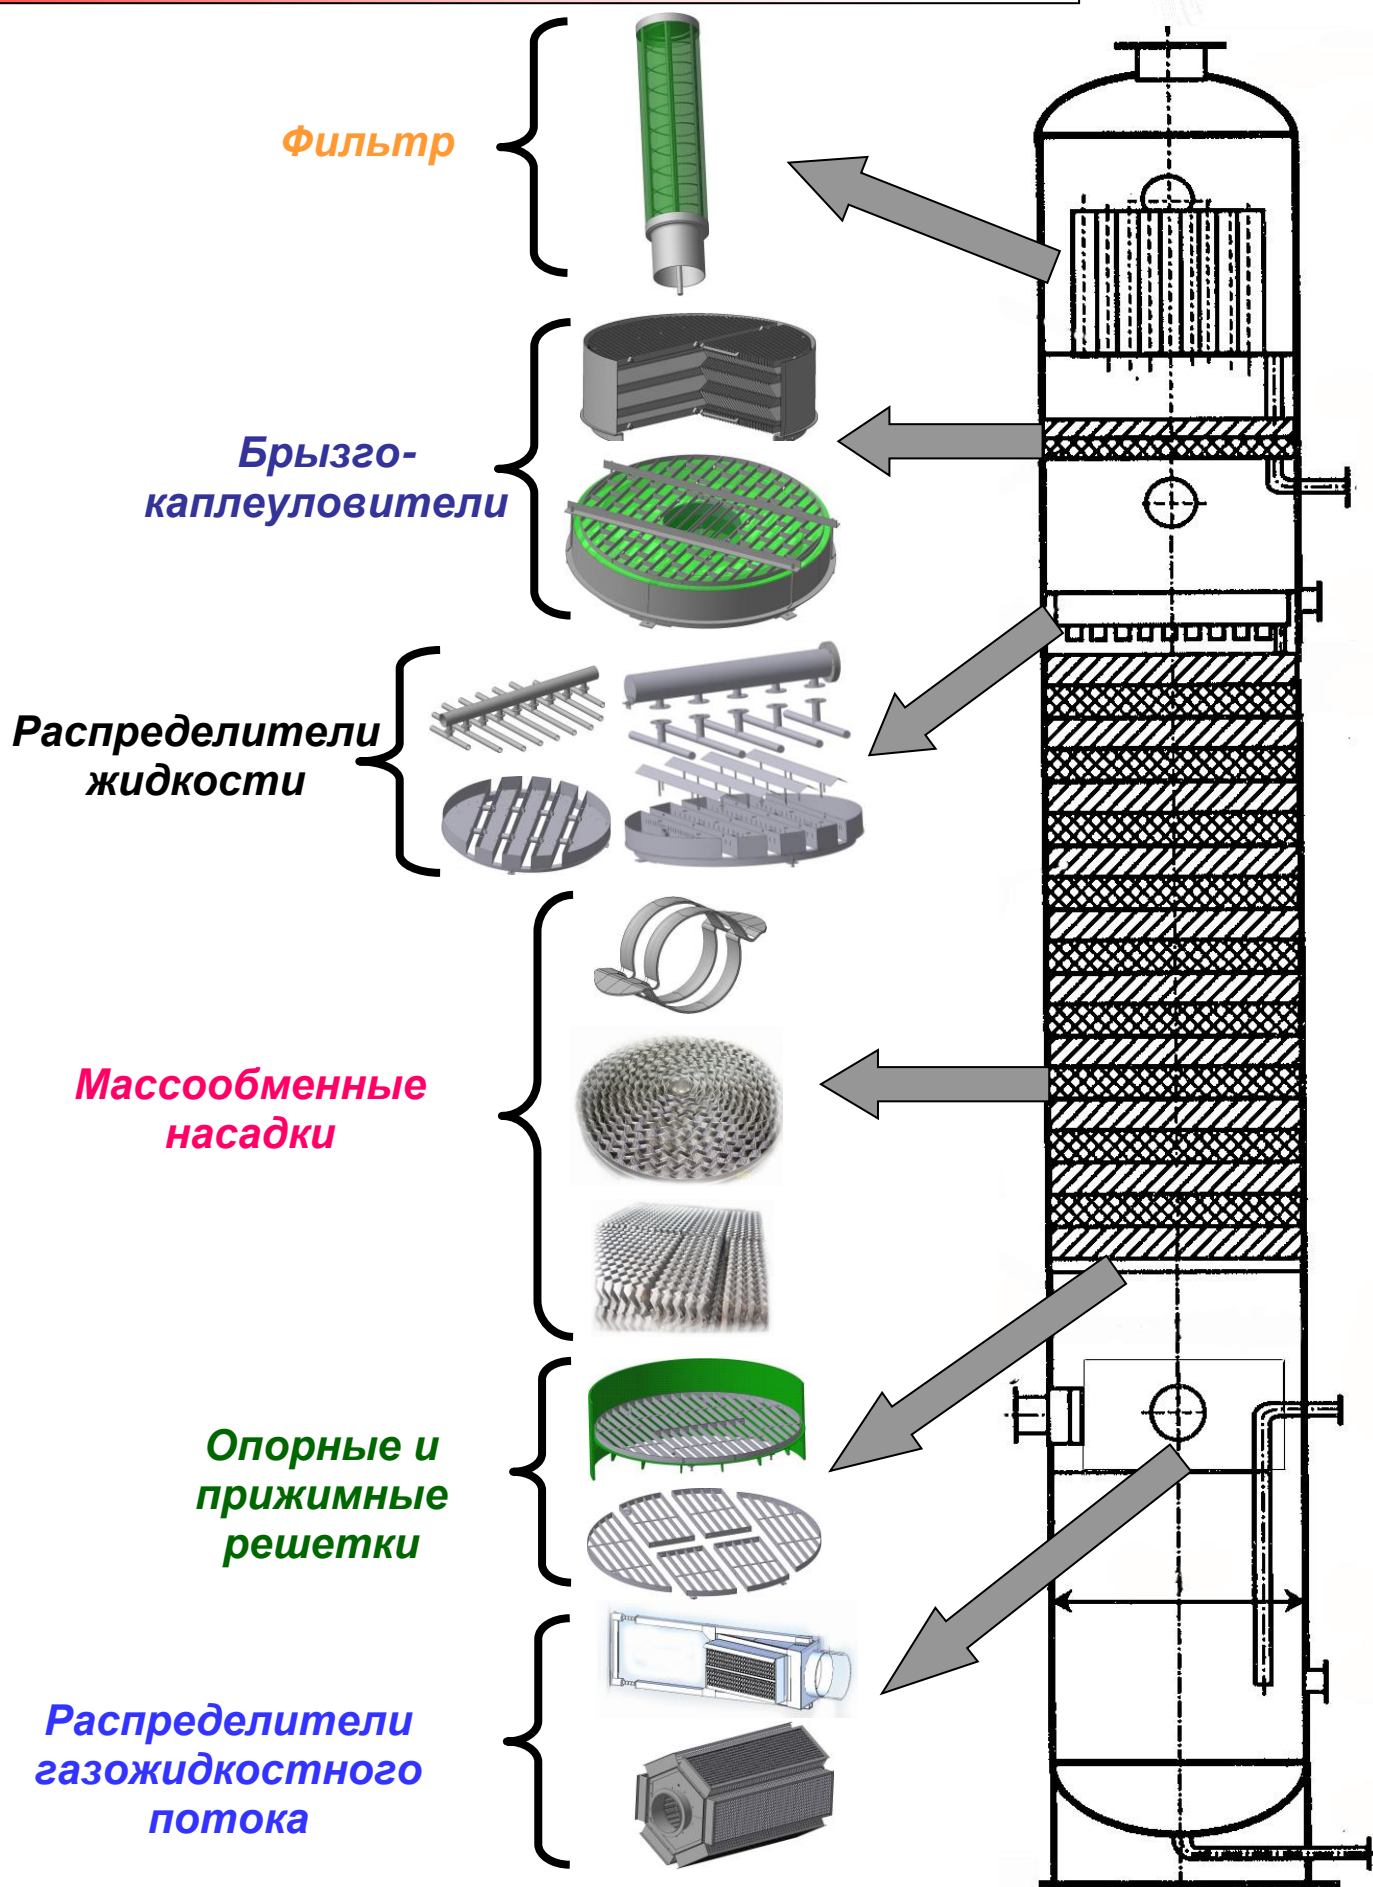 Фильтр
Брызго-
каплеуловители
Распределители
жидкости
Массообменные
насадки
Опорные и
прижимные
решетки
Распределители
газожидкостного
потока